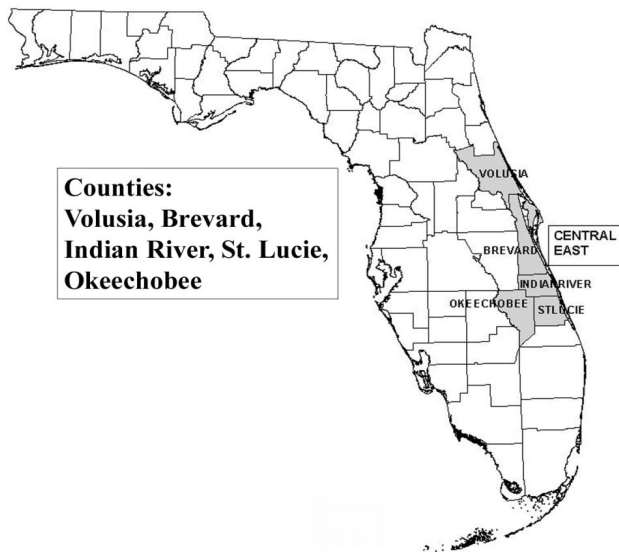 Counties:
Volusia, Brevard,
Indian River, St. Lucie,
Okeechobee
VOLUSIA
CENTRAL
EAST
BREVARD
INDIANRIVER
OKEECHOBEE
STLUCIE